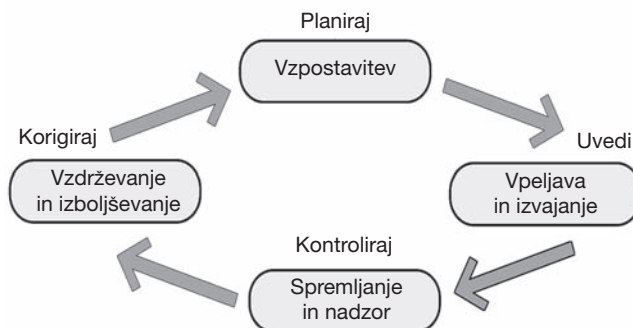 Planiraj
Vzpostavitev
Uvedi
Vpeljava
in izvajanje
Kontroliraj
Spremljanje
in nadzor
Korigiraj
Vzdrževanje
in izboljševanje